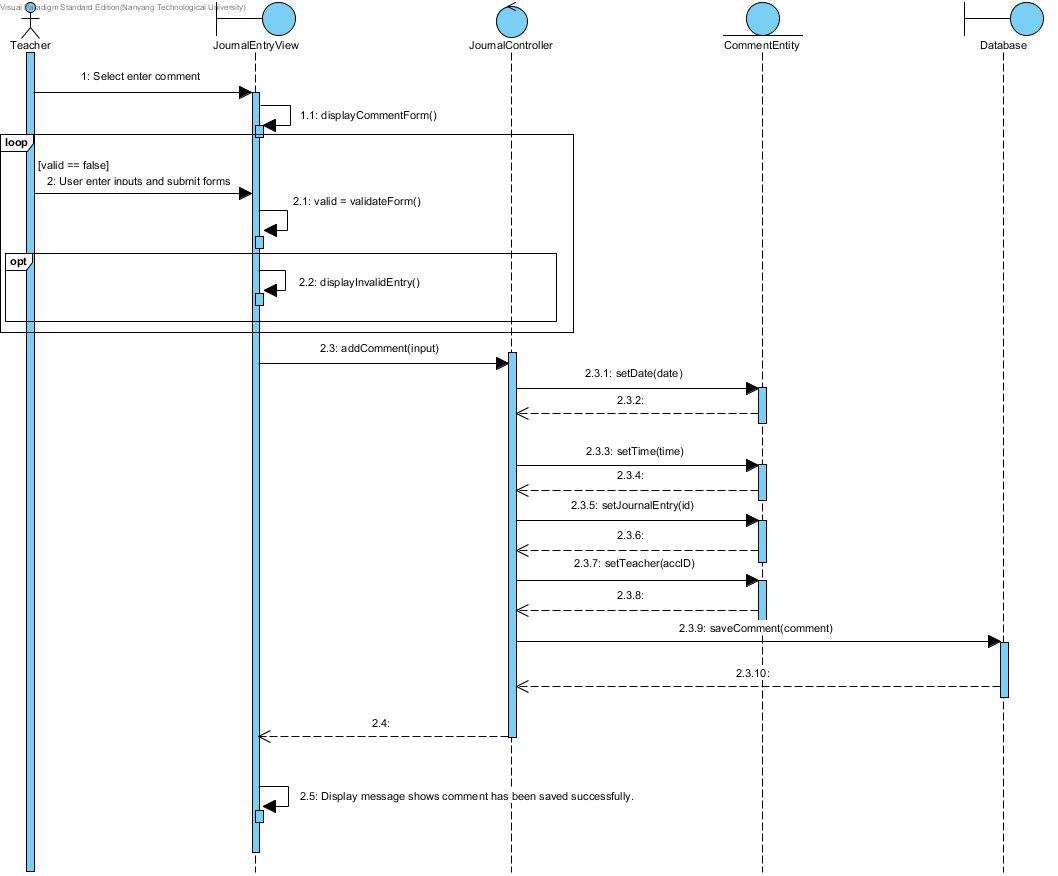 Visual Paradigm Standard Edition(Nanyang Technological University)
Teacher
JournalEntryView
JournalController
CommentEntity
Database
1: Select enter comment
1.1: displayCommentForm()
loop
[valid == false]
2: User enter inputs and submit forms
2.1: valid = validateForm()
opt
2.2: displayInvalidEntry()
2.3: addComment(input)
2.3.1: setDate(date)
2.3.2:
2.3.3: setTime(time)
2.3.4:
2.3.5: setJournalEntry(id)
2.3.6:
2.3.7: setTeacher(accID)
2.3.8:
2.3.9: saveComment(comment)
2.3.10:
2.4:
2.5: Display message shows comment has been saved successfully.